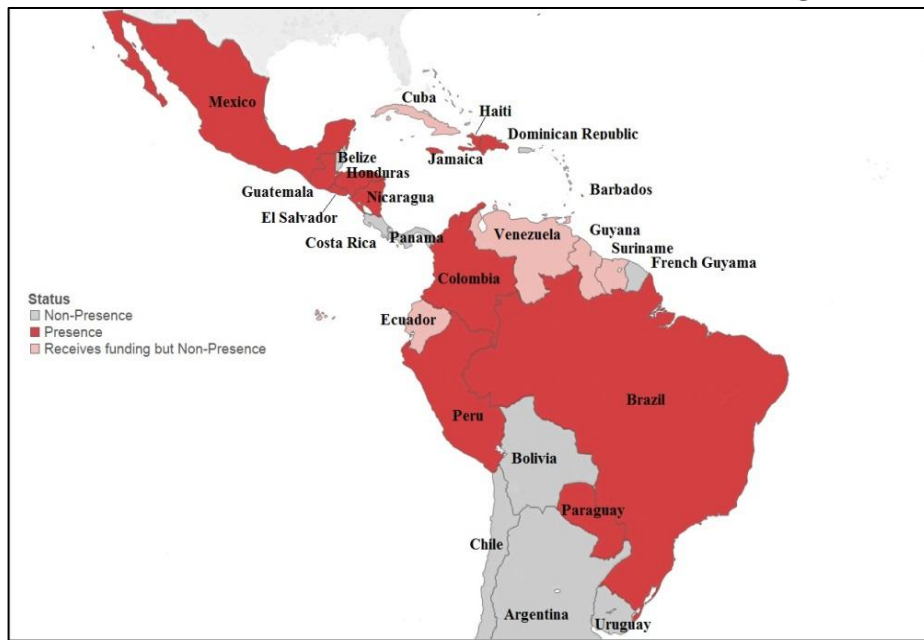 Mexico
Cuba
Haiti
Dominican Republic
Jamaica
Belize
Honduras
Guatemala
Nicaragua
Barbados
El Salvador
Costa Rica
Panama
Venezuela
Guyana
Suriname
French Guyama
Colombia
Status
Non-Presence
Presence
Receives funding but Non-Presence
Ecuador
Peru
Brazil
Bolivia
Paraguay
Chile
Argentina
Uruguay